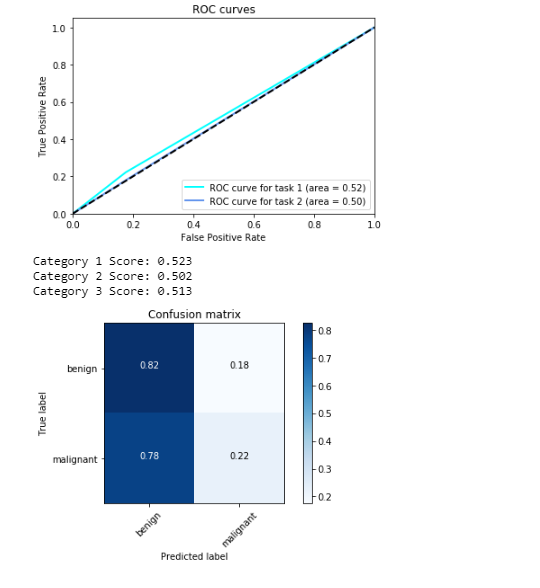 ROC curves
1.0
0.8
0.6
0.4
0.2
0.0
True Positive Rate
ROC curve for task 1 (area = 0.52)
ROC curve for task 2 (area = 0.50)
0.0 0.2 0.4 0.6 0.8 1.0
False Positive Rate
Category 1 Score: 0.523
Category 2 Score: 0.502
Category 3 Score: 0.513
Confusion matrix
True label
benign 0.82 0.18
malignant 0.78 0.22
benign malignant
Predicted label
0.8
0.7
0.6
0.5
0.4
0.3
0.2